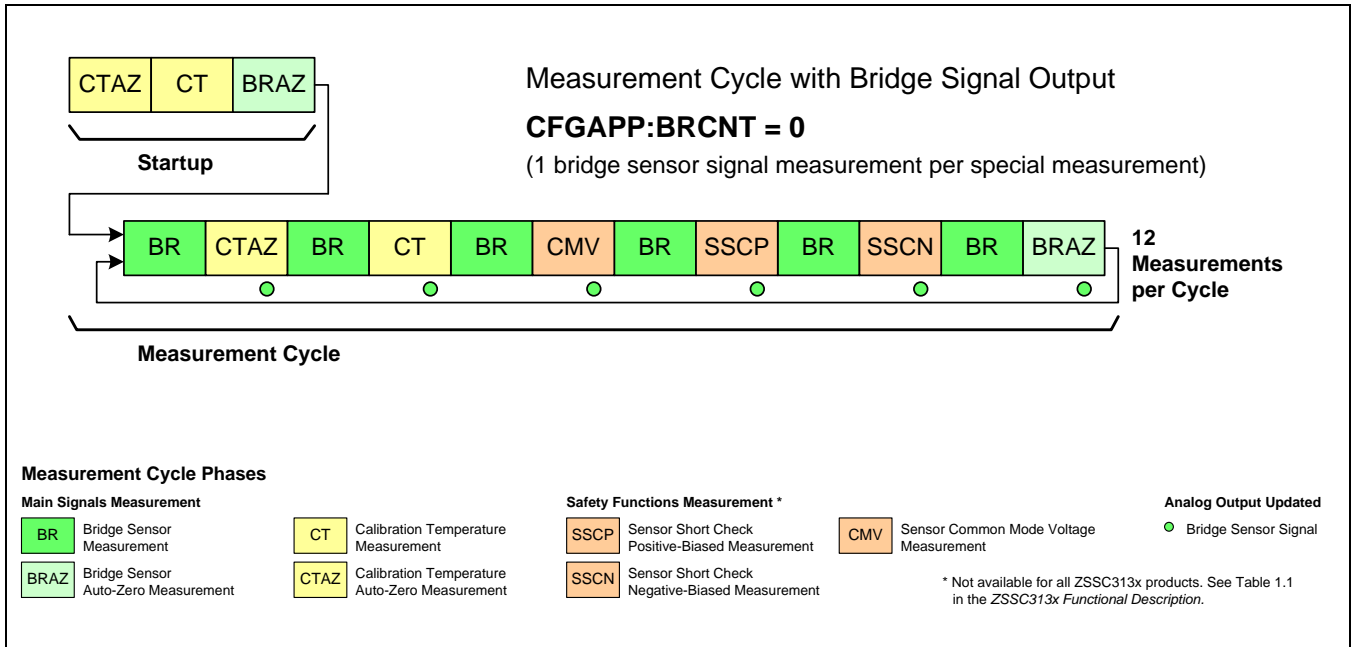 CTAZ CT BRAZ
Startup
Measurement Cycle with Bridge Signal Output
CFGAPP:BRCNT = 0
(1 bridge sensor signal measurement per special measurement)
BR CTAZ BR CT BR CMV BR SSCP BR SSCN BR BRAZ
12
Measurements
per Cycle
Measurement Cycle
Measurement Cycle Phases
Main Signals Measurement
BR
Bridge Sensor
Measurement
BRAZ
Bridge Sensor
Auto-Zero Measurement
CT
Calibration Temperature
Measurement
CTAZ
Calibration Temperature
Auto-Zero Measurement
Safety Functions Measurement *
SSCP
Sensor Short Check
Positive-Biased Measurement
SSCN
Sensor Short Check
Negative-Biased Measurement
CMV
Sensor Common Mode Voltage
Measurement
Analog Output Updated
Bridge Sensor Signal
* Not available for all ZSSC313x products. See Table 1.1
in the ZSSC313x Functional Description.